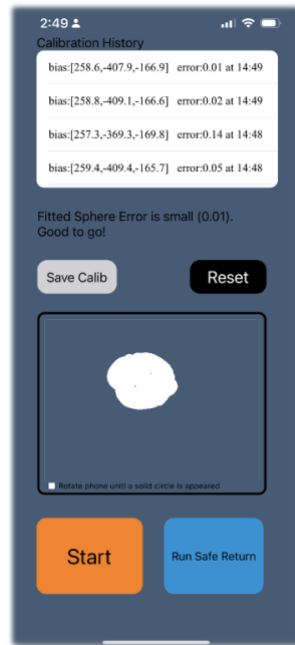 2:49
Calibration History
bias:[258.6,-407.9,-166.9] error:0.01 at 14:49
bias:[258.8,-409.1,-166.6] error:0.02 at 14:49
bias:[257.3,-369.3,-169.8] error:0.14 at 14:48
bias:[259.4,-409.4,-165.7] error:0.05 at 14:48
Fitted Sphere Error is small (0.01).
Good to go!
Save Calib
Reset
Rotate phone until a solid circle is appeared
Start
Run Safe Return